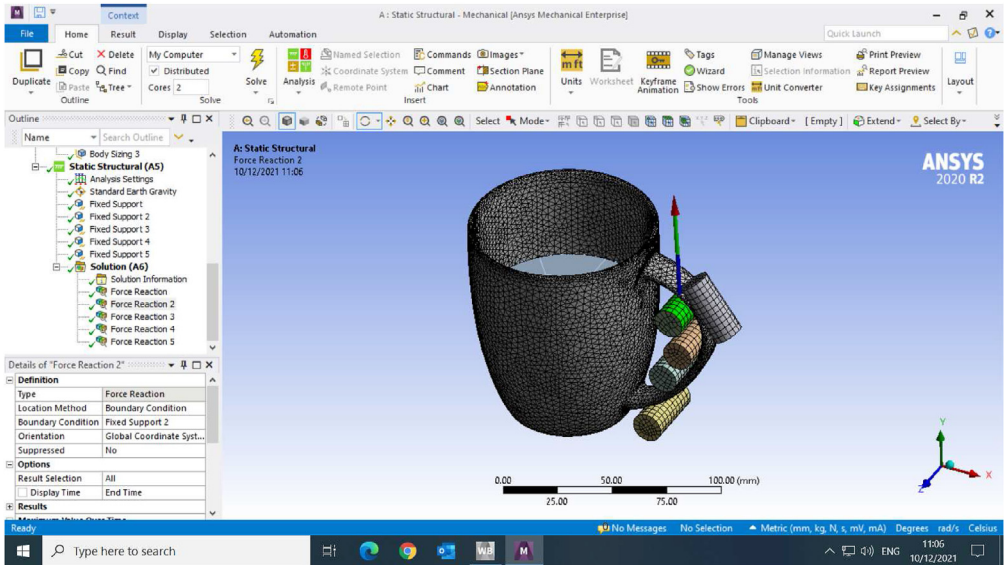 Context
A : Static Structural - Mechanical [Ansys Mechanical Enterprise]
File Home Result Display Selection Automation Quick Launch
Duplicate
Cut
Copy
Paste
Delete
Find
Tree
Outline
My Computer
Distributed
Cores 2
Solve
Solve
Analysis
Named Selection
Coordinate System
Remote Point
Commands
Comment
Chart
Images
Section Plane
Annotation
Insert
Units
Worksheet
Keyframe
Animation
Tags
Wizard
Show Errors
Manage Views
Selection Information
Unit Converter
Print Preview
Report Preview
Key Assignments
Tools
Layout
Outline
Name Search Outline
Select Mode Clipboard [ Empty ] Extend Select By
Body Sizing 3
Static Structural (A5)
Analysis Settings
Standard Earth Gravity
Fixed Support
Fixed Support 2
Fixed Support 3
Fixed Support 4
Fixed Support 5
Solution (A6)
Solution Information
Force Reaction
Force Reaction 2
Force Reaction 3
Force Reaction 4
Force Reaction 5
Details of "Force Reaction 2"
Definition
Type Force Reaction
Location Method Boundary Condition
Boundary Condition Fixed Support 2
Orientation Global Coordinate Syst...
Suppressed No
Options
Result Selection All
Display Time End Time
Results
Maximum Value Over Time
A: Static Structural
Force Reaction 2
10/12/2021 11:06
ANSYS
2020 R2
0.00 50.00 100.00 (mm)
25.00 75.00
Y
X
Z
Ready No Messages No Selection Metric (mm, kg, N, s, mV, mA) Degrees rad/s Celsius
Type here to search
WB
M
ENG
11:06
10/12/2021